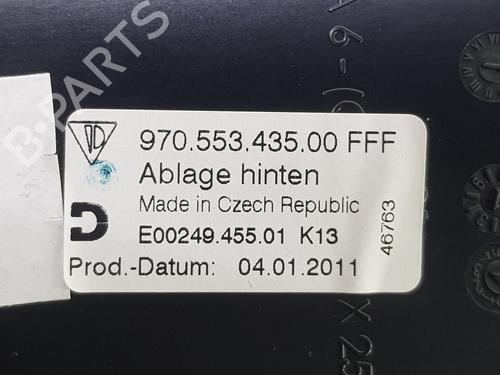 970.553.435.00 FFF
Ablage hinten
Made in Czech Republic
E00249.455.01 K13
Prod.-Datum: 04.01.2011
46763
B-Parts